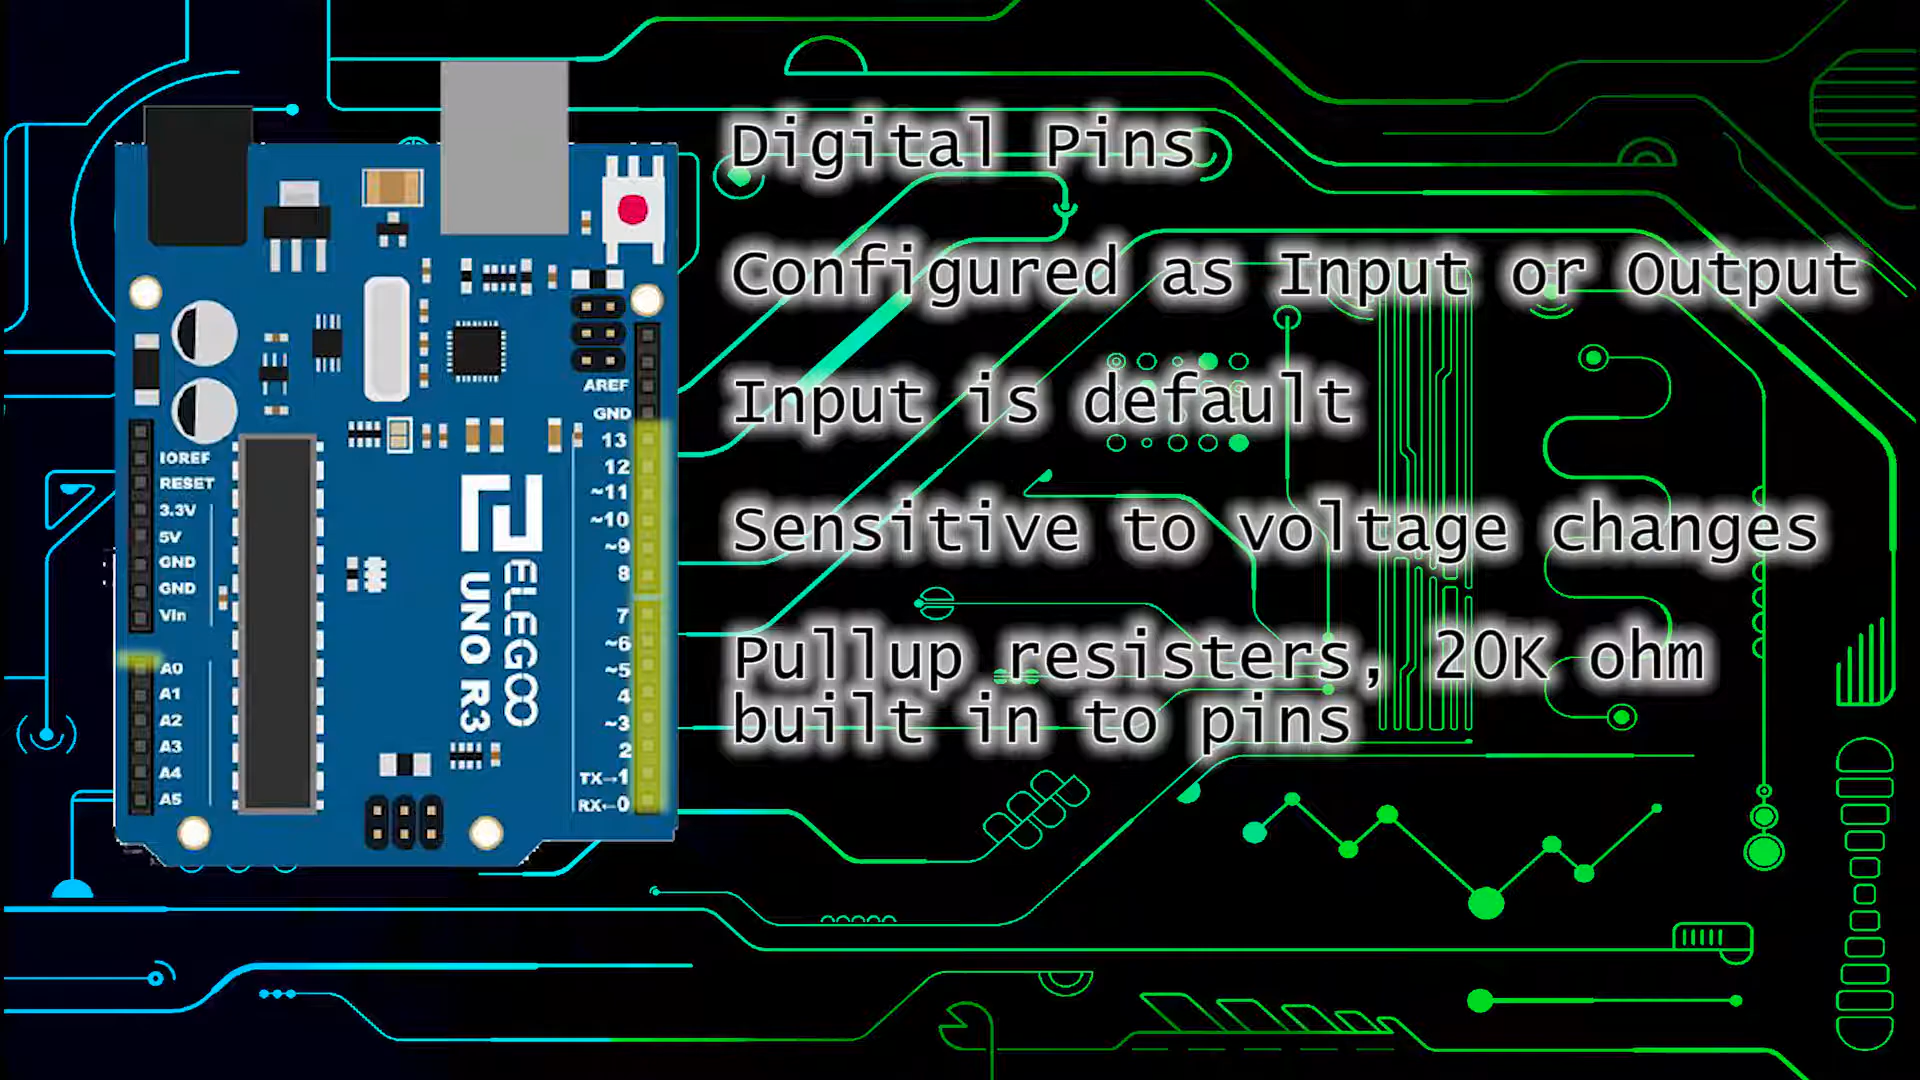 Digital Pins
Configured as Input or Output
Input is default
Sensitive to voltage changes
Pullup resisters, 20K ohm
built in to pins
AREF
GND
13
12
~11
~10
~9
8
7
~6
~5
4
~3
2
TX→1
RX←0
IOREF
RESET
3.3V
5V
GND
GND
Vin
A0
A1
A2
A3
A4
A5
ELEGOO
UNO R3